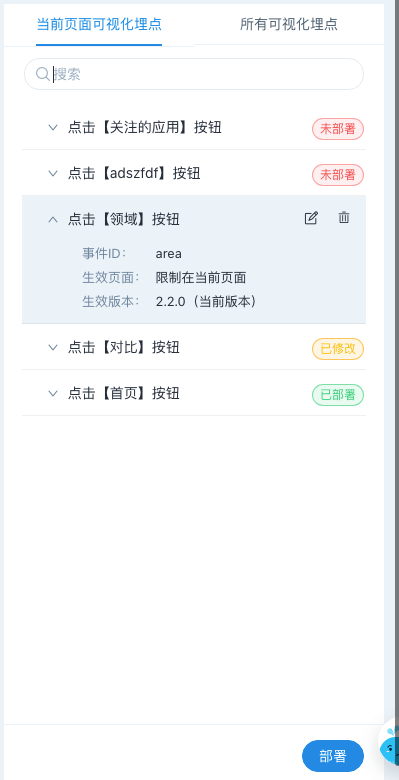 当前页面可视化埋点 所有可视化埋点
搜索
点击【关注的应用】按钮 未部署
点击【adszfdf】按钮 未部署
点击【领域】按钮
事件ID： area
生效页面： 限制在当前页面
生效版本： 2.2.0（当前版本）
点击【对比】按钮 已修改
点击【首页】按钮 已部署
部署